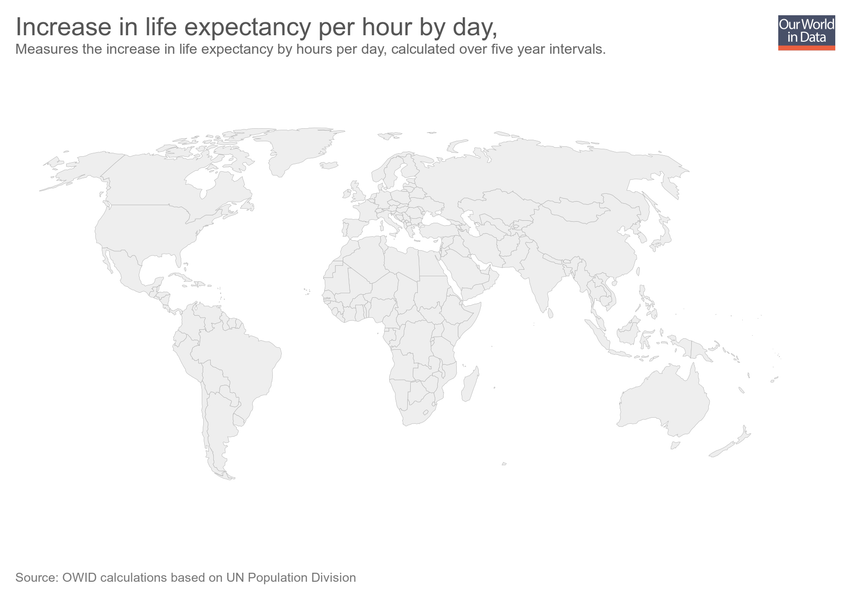 Increase in life expectancy per hour by day,
Measures the increase in life expectancy by hours per day, calculated over five year intervals.
Our World
in Data
Source: OWID calculations based on UN Population Division